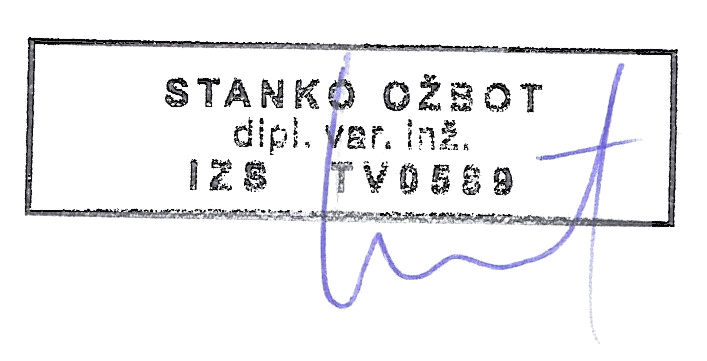 STANKO OŽBOT
dipl. var. inž.
IZS TV0589